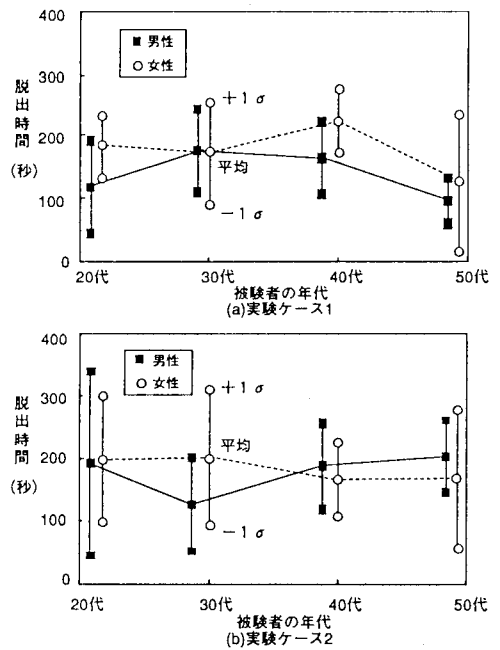 400
300
200
100
0
脱出時間
(秒)
■ 男性
○ 女性
+1σ
平均
-1σ
20代 30代 40代 50代
被験者の年代
(a)実験ケース1
400
300
200
100
0
脱出時間
(秒)
■ 男性
○ 女性
+1σ
平均
-1σ
20代 30代 40代 50代
被験者の年代
(b)実験ケース2